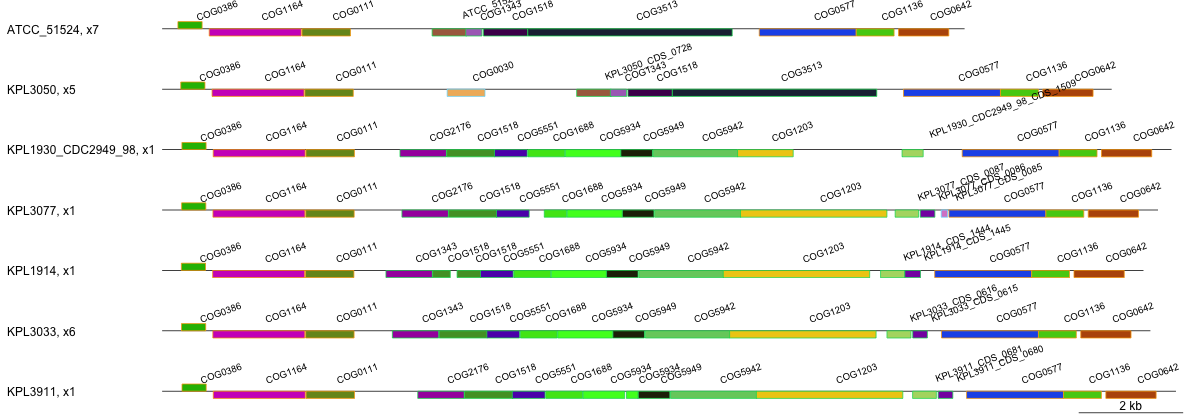 ATCC_51524, x7 COG0386 COG1164 COG0111 COG1343 COG1518 COG3513 COG0577 COG1136 COG0642
KPL3050, x5 COG0386 COG1164 COG0111 COG0030 KPL3050_CDS_0728 COG1343 COG1518 COG3513 COG0577 COG1136 COG0642
KPL1930_CDC2949_98, x1 COG0386 COG1164 COG0111 COG2176 COG1518 COG5551 COG1688 COG5934 COG5949 COG5942 COG1203 KPL1930_CDC2949_98_CDS_1509 COG0577 COG1136 COG0642
KPL3077, x1 COG0386 COG1164 COG0111 COG2176 COG1518 COG5551 COG1688 COG5934 COG5949 COG5942 COG1203 KPL3077_CDS_0087 KPL3077_CDS_0086 KPL3077_CDS_0085 COG0577 COG1136 COG0642
KPL1914, x1 COG0386 COG1164 COG0111 COG1343 COG1518 COG1518 COG5551 COG1688 COG5934 COG5949 COG5942 COG1203 KPL1914_CDS_1444 KPL1914_CDS_1445 COG0577 COG1136 COG0642
KPL3033, x6 COG0386 COG1164 COG0111 COG1343 COG1518 COG5551 COG1688 COG5934 COG5949 COG5942 COG1203 KPL3033_CDS_0616 KPL3033_CDS_0615 COG0577 COG1136 COG0642
KPL3911, x1 COG0386 COG1164 COG0111 COG2176 COG1518 COG5551 COG1688 COG5934 COG5934 COG5949 COG5942 COG1203 KPL3911_CDS_0681 KPL3911_CDS_0680 COG0577 COG1136 COG0642
2 kb